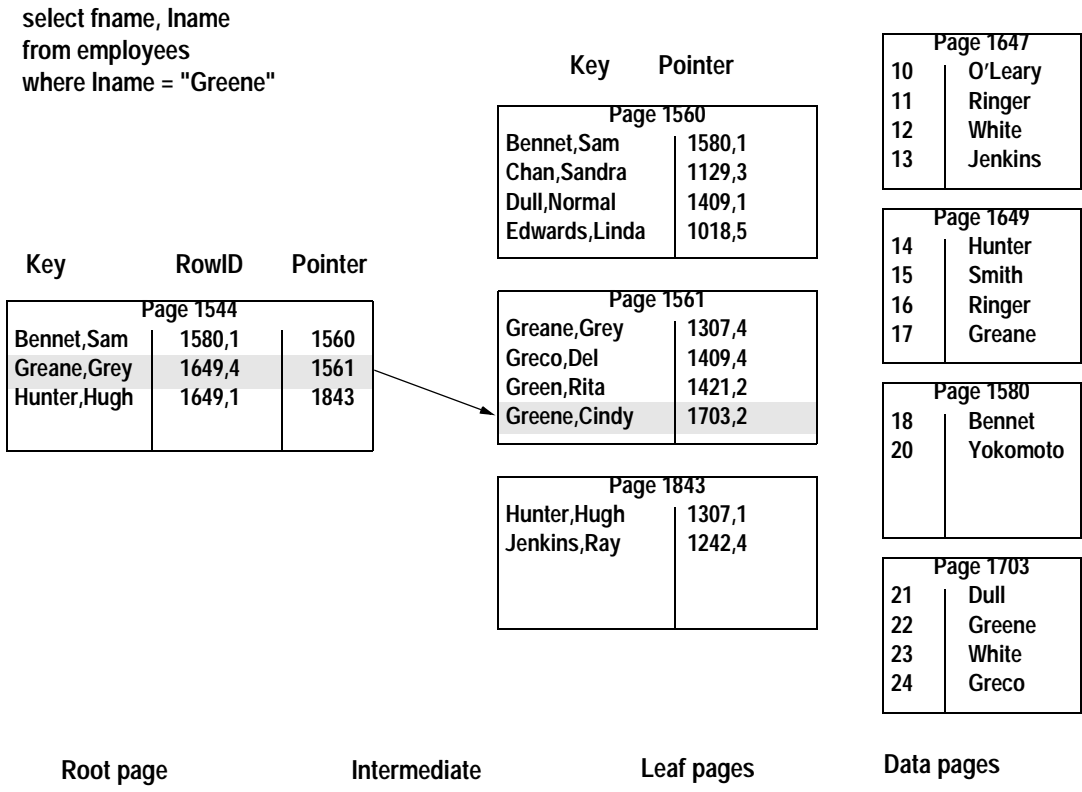 select fname, lname
from employees
where lname = "Greene"
Key Pointer
Page 1560
Bennet,Sam 1580,1
Chan,Sandra 1129,3
Dull,Normal 1409,1
Edwards,Linda 1018,5
Key RowID Pointer
Page 1544
Bennet,Sam 1580,1 1560
Greane,Grey 1649,4 1561
Hunter,Hugh 1649,1 1843
Page 1561
Greane,Grey 1307,4
Greco,Del 1409,4
Green,Rita 1421,2
Greene,Cindy 1703,2
Page 1843
Hunter,Hugh 1307,1
Jenkins,Ray 1242,4
Page 1647
10 O’Leary
11 Ringer
12 White
13 Jenkins
Page 1649
14 Hunter
15 Smith
16 Ringer
17 Greane
Page 1580
18 Bennet
20 Yokomoto
Page 1703
21 Dull
22 Greene
23 White
24 Greco
Root page Intermediate Leaf pages Data pages